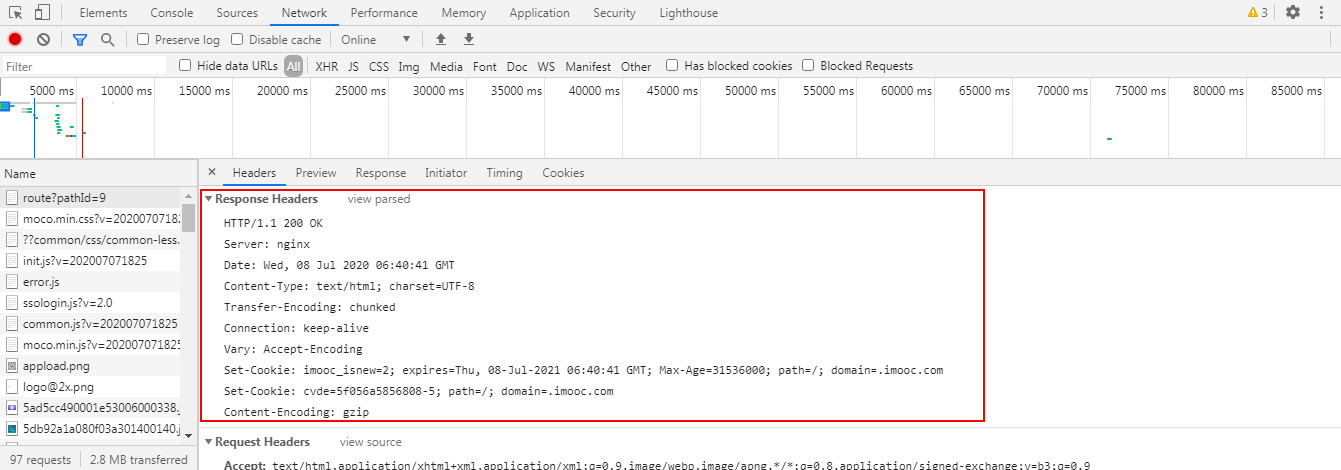 Elements Console Sources Network Performance Memory Application Security Lighthouse 3
Preserve log Disable cache Online
Filter Hide data URLs All XHR JS CSS Img Media Font Doc WS Manifest Other Has blocked cookies Blocked Requests
5000 ms 10000 ms 15000 ms 20000 ms 25000 ms 30000 ms 35000 ms 40000 ms 45000 ms 50000 ms 55000 ms 60000 ms 65000 ms 70000 ms 75000 ms 80000 ms 85000 ms
Name
route?pathId=9
moco.min.css?v=2020070718
??common/css/common-less.
init.js?v=202007071825
error.js
ssologin.js?v=2.0
common.js?v=202007071825
moco.min.js?v=202007071825
appload.png
logo@2x.png
5ad5cc490001e53006000338.j
5db92a1a080f03a301400140.j
97 requests 2.8 MB transferred
× Headers Preview Response Initiator Timing Cookies
Response Headers view parsed
HTTP/1.1 200 OK
Server: nginx
Date: Wed, 08 Jul 2020 06:40:41 GMT
Content-Type: text/html; charset=UTF-8
Transfer-Encoding: chunked
Connection: keep-alive
Vary: Accept-Encoding
Set-Cookie: imooc_isnew=2; expires=Thu, 08-Jul-2021 06:40:41 GMT; Max-Age=31536000; path=/; domain=.imooc.com
Set-Cookie: cvde=5f056a5856808-5; path=/; domain=.imooc.com
Content-Encoding: gzip
Request Headers view source
Accept: text/html,application/xhtml+xml,application/xml;q=0.9,image/webp,image/apng,*/*;q=0.8,application/signed-exchange;v=b3;q=0.9